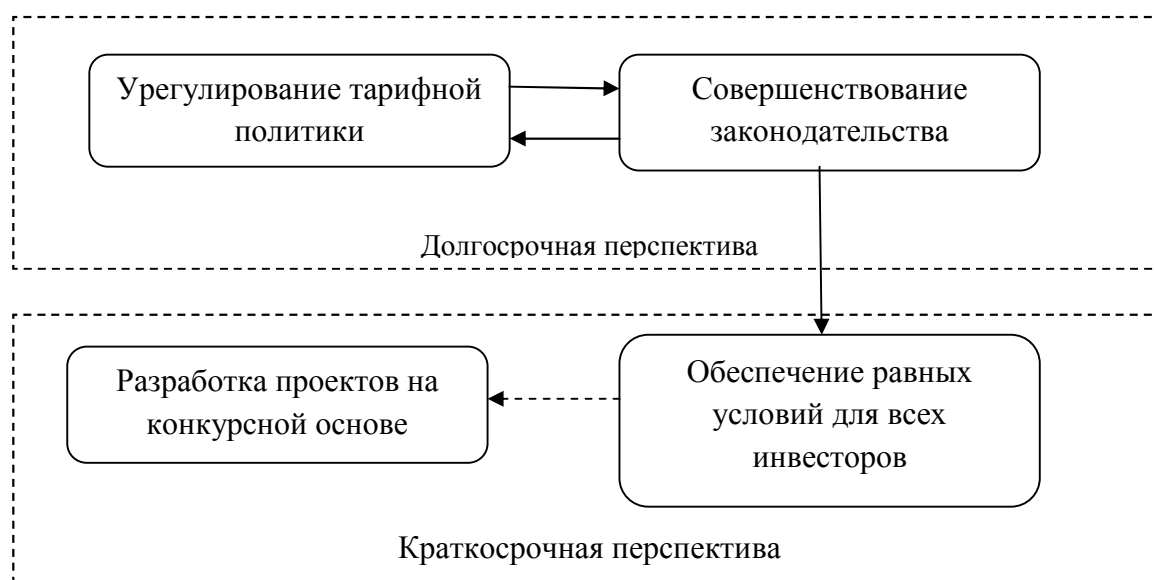 Урегулирование тарифной
политики
Совершенствование
законодательства
Долгосрочная перспектива
Разработка проектов на
конкурсной основе
Обеспечение равных
условий для всех
инвесторов
Краткосрочная перспектива